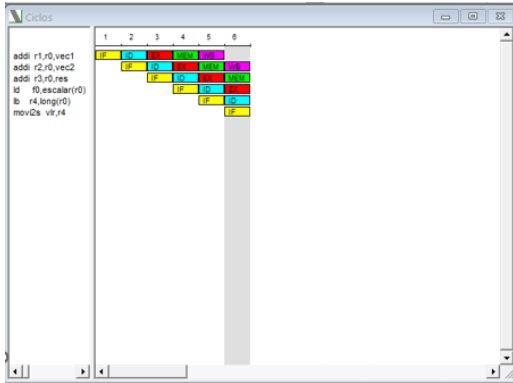 Ciclos
1 2 3 4 5 6
addi r1,r0,vec1 IF ID EX MEM WB
addi r2,r0,vec2 IF ID EX MEM WB
addi r3,r0,res IF ID EX MEM
ld f0,escalar(r0) IF ID EX
lb r4,long(r0) IF ID
movi2s vlr,r4 IF